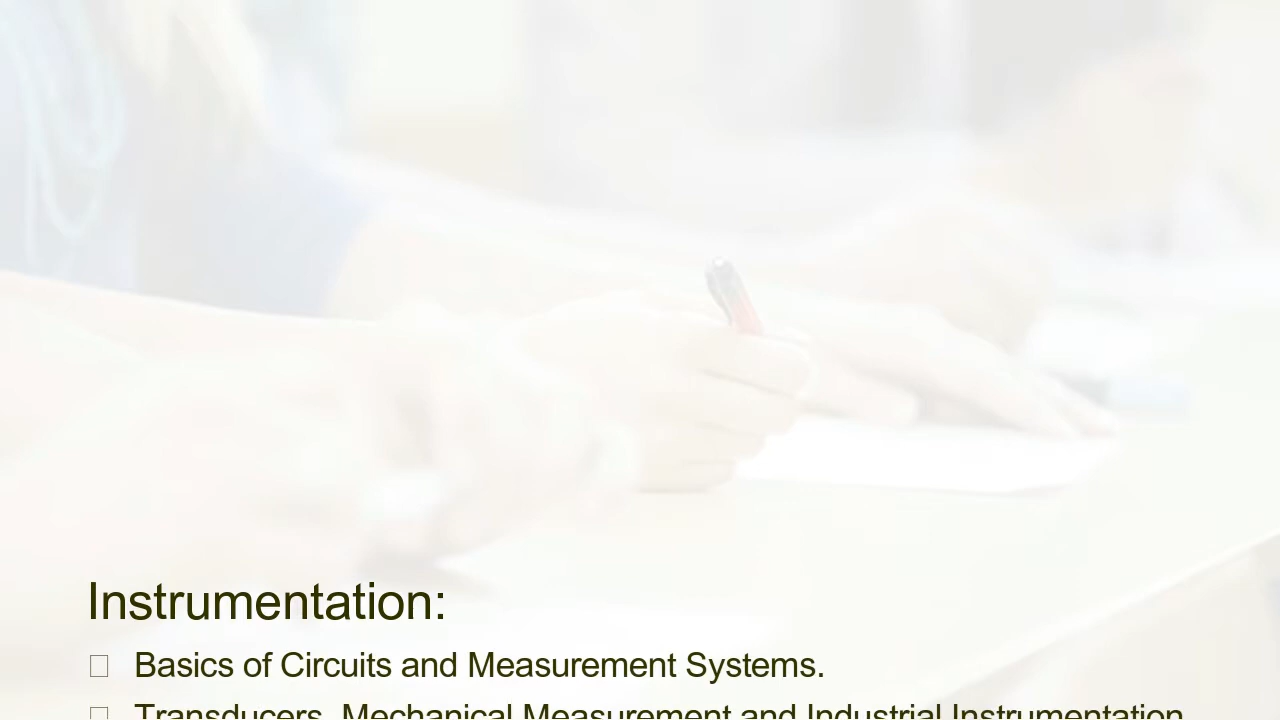 Instrumentation:
□ Basics of Circuits and Measurement Systems.
□ Transducers, Mechanical Measurement and Industrial Instrumentation